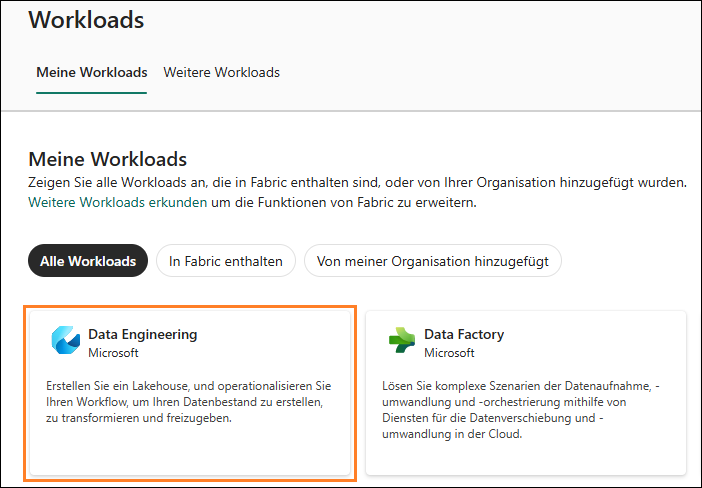 Workloads
Meine Workloads Weitere Workloads
Meine Workloads
Zeigen Sie alle Workloads an, die in Fabric enthalten sind, oder von Ihrer Organisation hinzugefügt wurden.
Weitere Workloads erkunden um die Funktionen von Fabric zu erweitern.
Alle Workloads In Fabric enthalten Von meiner Organisation hinzugefügt
Data Engineering
Microsoft
Erstellen Sie ein Lakehouse, und operationalisieren Sie
Ihren Workflow, um Ihren Datenbestand zu erstellen,
zu transformieren und freizugeben.
Data Factory
Microsoft
Lösen Sie komplexe Szenarien der Datenaufnahme, -
umwandlung und -orchestrierung mithilfe von
Diensten für die Datenverschiebung und -
umwandlung in der Cloud.